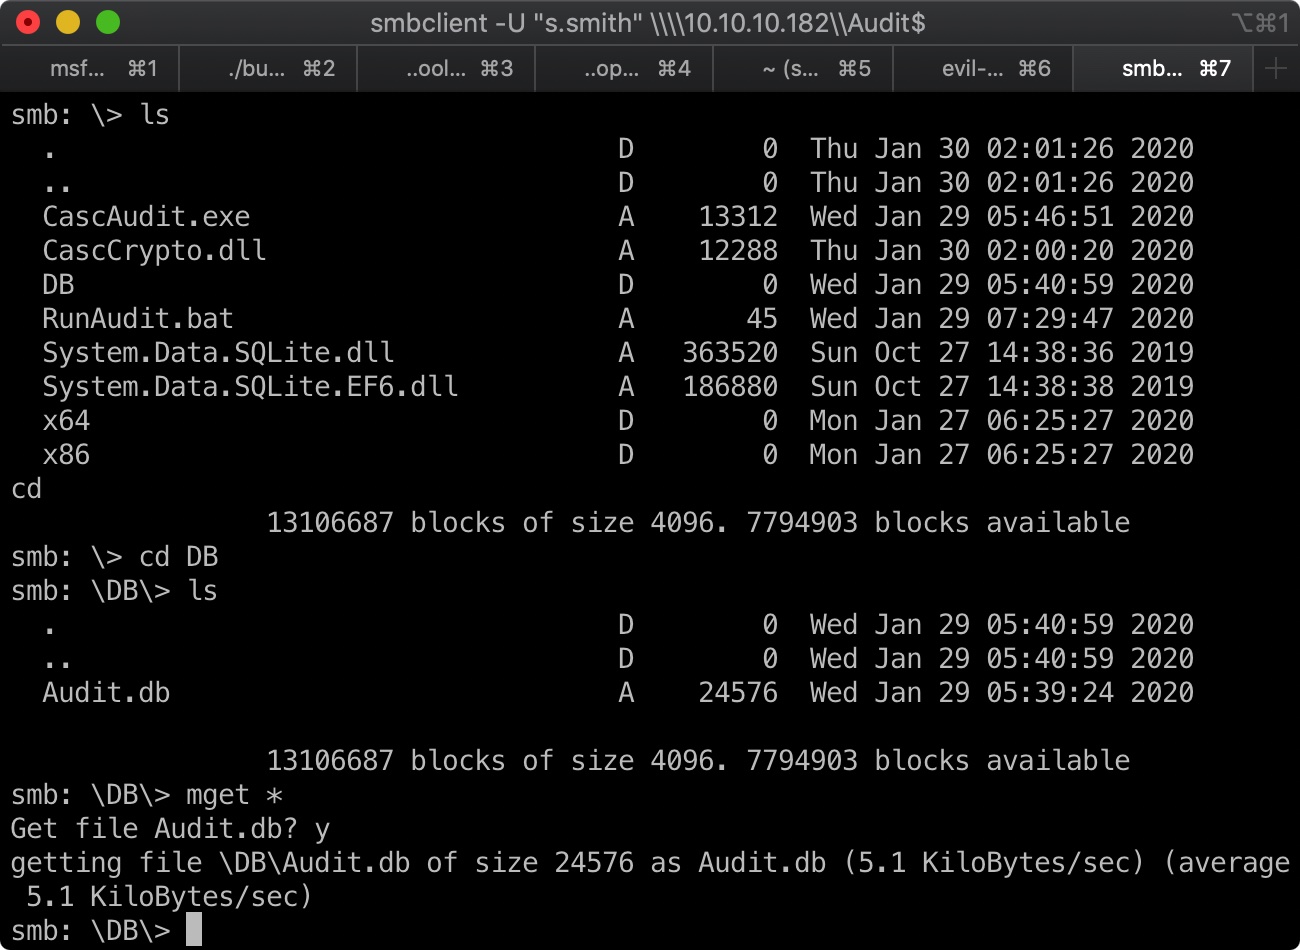 smbclient -U "s.smith" \\\\10.10.10.182\\Audit$ ⌥⌘1
msf... ⌘1 ./bu... ⌘2 ..ool... ⌘3 ..op... ⌘4 ~ (s... ⌘5 evil-... ⌘6 smb... ⌘7 +
smb: \> ls
. D 0 Thu Jan 30 02:01:26 2020
.. D 0 Thu Jan 30 02:01:26 2020
CascAudit.exe A 13312 Wed Jan 29 05:46:51 2020
CascCrypto.dll A 12288 Thu Jan 30 02:00:20 2020
DB D 0 Wed Jan 29 05:40:59 2020
RunAudit.bat A 45 Wed Jan 29 07:29:47 2020
System.Data.SQLite.dll A 363520 Sun Oct 27 14:38:36 2019
System.Data.SQLite.EF6.dll A 186880 Sun Oct 27 14:38:38 2019
x64 D 0 Mon Jan 27 06:25:27 2020
x86 D 0 Mon Jan 27 06:25:27 2020
cd
13106687 blocks of size 4096. 7794903 blocks available
smb: \> cd DB
smb: \DB\> ls
. D 0 Wed Jan 29 05:40:59 2020
.. D 0 Wed Jan 29 05:40:59 2020
Audit.db A 24576 Wed Jan 29 05:39:24 2020
13106687 blocks of size 4096. 7794903 blocks available
smb: \DB\> mget *
Get file Audit.db? y
getting file \DB\Audit.db of size 24576 as Audit.db (5.1 KiloBytes/sec) (average
5.1 KiloBytes/sec)
smb: \DB\>